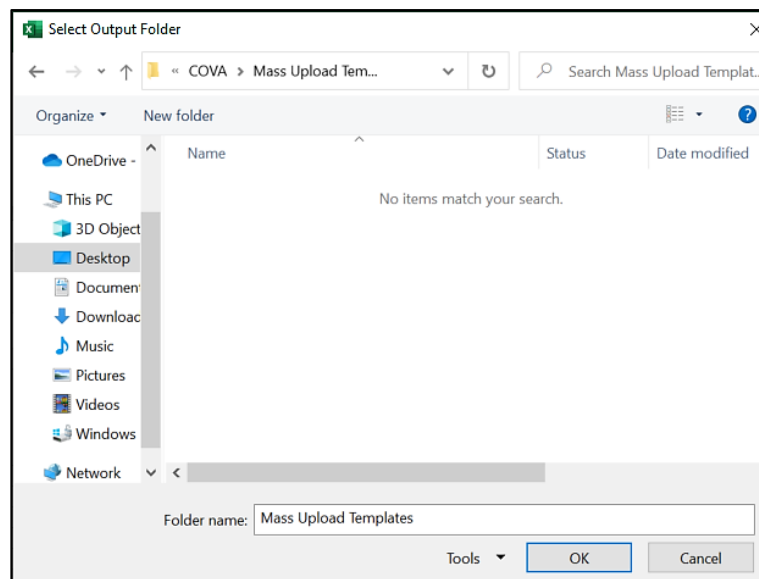 Select Output Folder
« COVA > Mass Upload Tem...
Search Mass Upload Templat...
Organize
New folder
?
Name
Status
Date modified
No items match your search.
OneDrive -
This PC
3D Object
Desktop
Documen
Downloac
Music
Pictures
Videos
Windows
Network
Folder name:
Mass Upload Templates
Tools
OK
Cancel